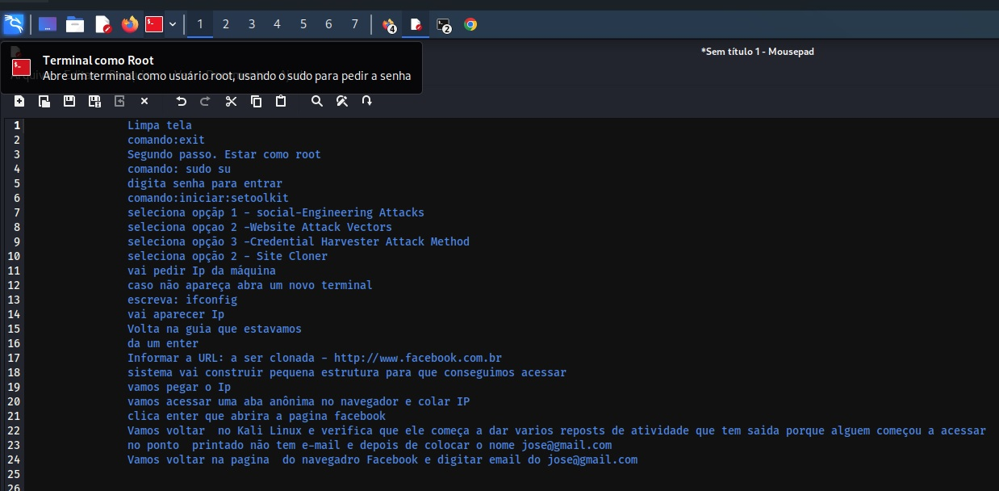 1 2 3 4 5 6 7 4 2
*Sem título 1 - Mousepad
Terminal como Root
Abre um terminal como usuário root, usando o sudo para pedir a senha
1 Limpa tela
2 comando:exit
3 Segundo passo. Estar como root
4 comando: sudo su
5 digita senha para entrar
6 comando:iniciar:setoolkit
7 seleciona opçãp 1 - social-Engineering Attacks
8 seleciona opçao 2 -Website Attack Vectors
9 seleciona opção 3 -Credential Harvester Attack Method
10 seleciona opção 2 - Site Cloner
11 vai pedir Ip da máquina
12 caso não apareça abra um novo terminal
13 escreva: ifconfig
14 vai aparecer Ip
15 Volta na guia que estavamos
16 da um enter
17 Informar a URL: a ser clonada - http://www.facebook.com.br
18 sistema vai construir pequena estrutura para que conseguimos acessar
19 vamos pegar o Ip
20 vamos acessar uma aba anônima no navegador e colar IP
21 clica enter que abrira a pagina facebook
22 Vamos voltar  no Kali Linux e verifica que ele começa a dar varios reposts de atividade que tem saida porque alguem começou a acessar
23 no ponto  printado não tem e-mail e depois de colocar o nome jose@gmail.com
24 Vamos voltar na pagina  do navegadro Facebook e digitar email do jose@gmail.com
25
26